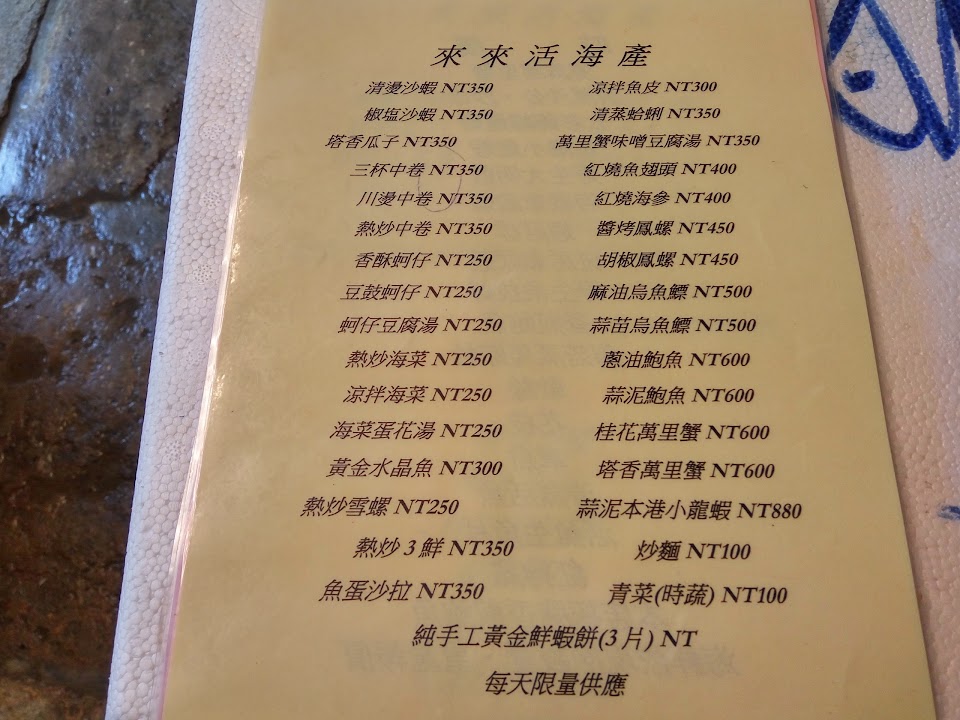 來來活海產
清燙沙蝦 NT350
椒塩沙蝦 NT350
塔香瓜子 NT350
三杯中卷 NT350
川燙中卷 NT350
熱炒中卷 NT350
香酥蚵仔 NT250
豆鼓蚵仔 NT250
蚵仔豆腐湯 NT250
熱炒海菜 NT250
涼拌海菜 NT250
海菜蛋花湯 NT250
黃金水晶魚 NT300
熱炒雪螺 NT250
熱炒3鮮 NT350
魚蛋沙拉 NT350
涼拌魚皮 NT300
清蒸蛤蜊 NT350
萬里蟹味噌豆腐湯 NT350
紅燒魚翅頭 NT400
紅燒海參 NT400
醬烤鳳螺 NT450
胡椒鳳螺 NT450
麻油烏魚鰾 NT500
蒜苗烏魚鰾 NT500
蔥油鮑魚 NT600
蒜泥鮑魚 NT600
桂花萬里蟹 NT600
塔香萬里蟹 NT600
蒜泥本港小龍蝦 NT880
炒麵 NT100
青菜(時蔬) NT100
純手工黃金鮮蝦餅(3片) NT
每天限量供應